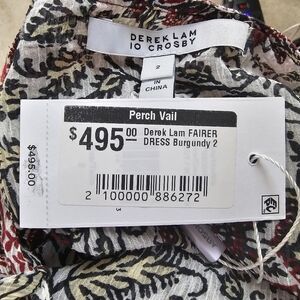 DEREK LAM
10 CROSBY
2
IN
CHINA
Perch Vail
$495.00
Derek Lam FAIRER
DRESS Burgundy 2
2 100000 886272
$495.00